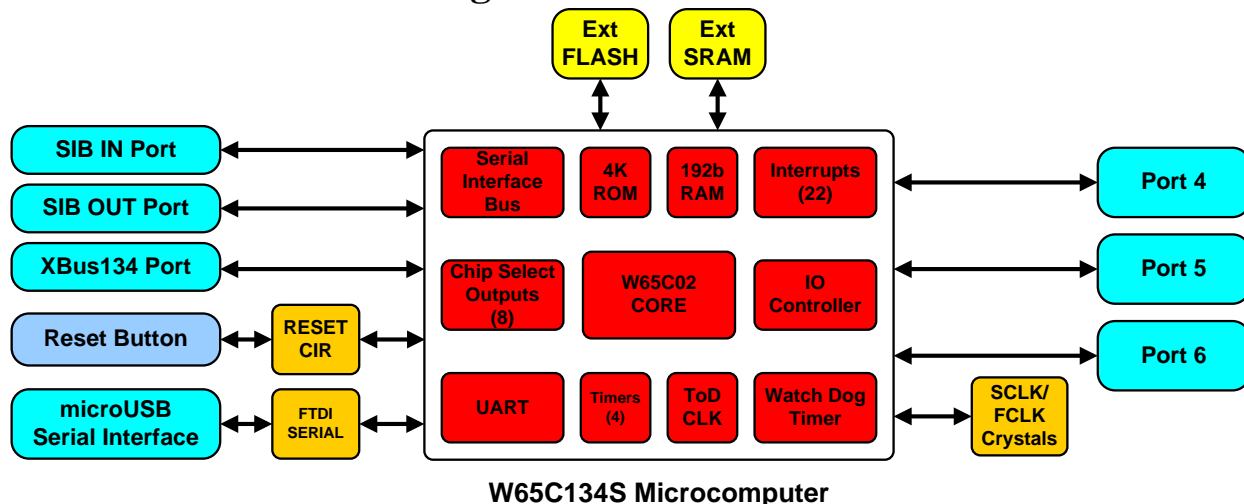 Ext
FLASH
Ext
SRAM
SIB IN Port
SIB OUT Port
XBus134 Port
Reset Button
RESET
CIR
microUSB
Serial Interface
FTDI
SERIAL
Serial
Interface
Bus
4K
ROM
192b
RAM
Interrupts
(22)
Chip Select
Outputs
(8)
W65C02
CORE
IO
Controller
UART
Timers
(4)
ToD
CLK
Watch Dog
Timer
Port 4
Port 5
Port 6
SCLK/
FCLK
Crystals
W65C134S Microcomputer